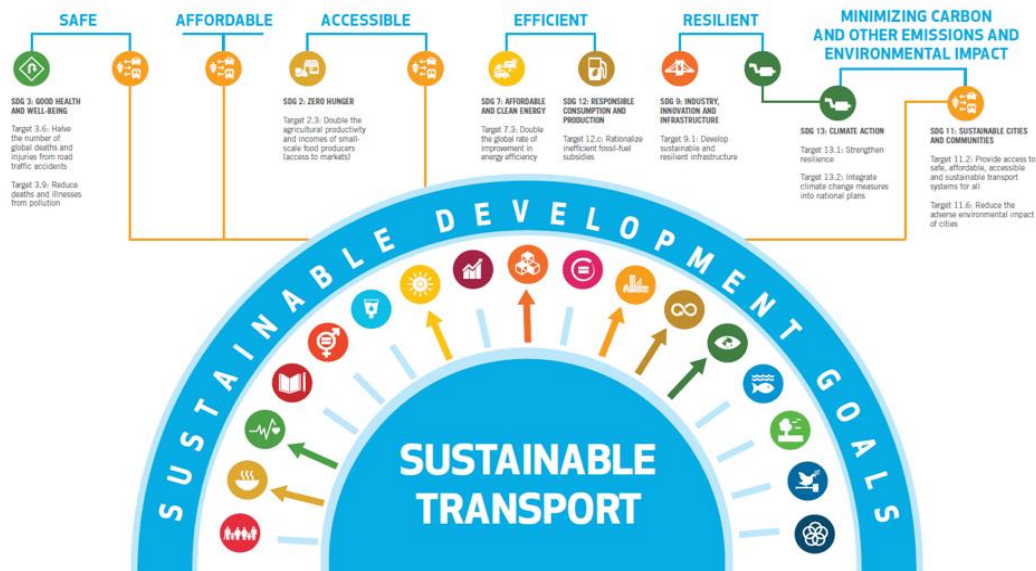 SAFE
AFFORDABLE
ACCESSIBLE
EFFICIENT
RESILIENT
MINIMIZING CARBON
AND OTHER EMISSIONS AND
ENVIRONMENTAL IMPACT
SDG 3: GOOD HEALTH
AND WELL-BEING
Target 3.6: Halve
the number of
global deaths and
injuries from road
traffic accidents
Target 3.9: Reduce
deaths and illnesses
from pollution
SDG 2: ZERO HUNGER
Target 2.3: Double the
agricultural productivity
and incomes of small-
scale food producers
(access to markets)
SDG 7: AFFORDABLE
AND CLEAN ENERGY
Target 7.3: Double
the global rate of
improvement in
energy efficiency
SDG 12: RESPONSIBLE
CONSUMPTION AND
PRODUCTION
Target 12.c: Rationalize
inefficient fossil-fuel
subsidies
SDG 9: INDUSTRY,
INNOVATION AND
INFRASTRUCTURE
Target 9.1: Develop
sustainable and
resilient infrastructure
SDG 13: CLIMATE ACTION
Target 13.1: Strengthen
resilience
Target 13.2: Integrate
climate change measures
into national plans
SDG 11: SUSTAINABLE CITIES
AND COMMUNITIES
Target 11.2: Provide access to
safe, affordable, accessible
and sustainable transport
systems for all
Target 11.6: Reduce the
adverse environmental impact
of cities
SUSTAINABLE DEVELOPMENT GOALS
SUSTAINABLE
TRANSPORT